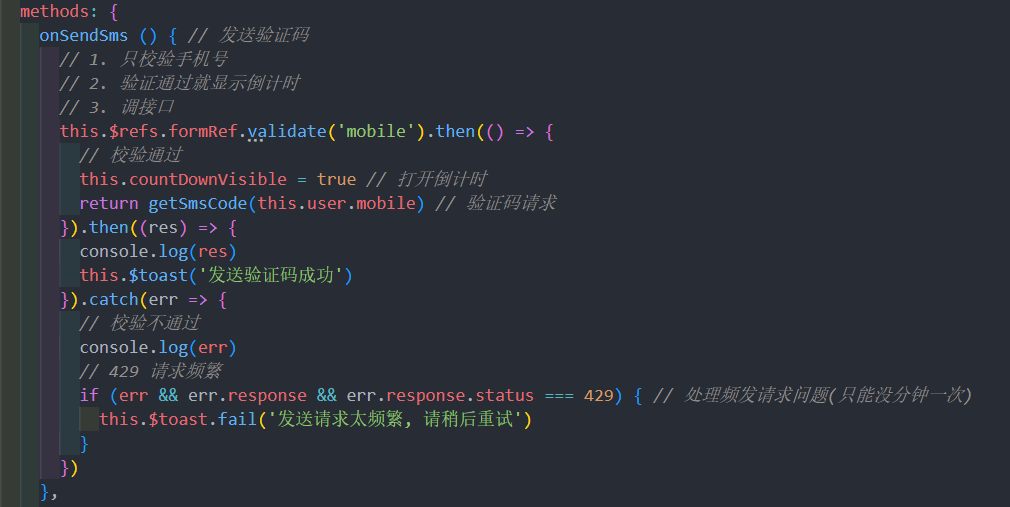 methods: {
onSendSms () { // 发送验证码
// 1. 只校验手机号
// 2. 验证通过就显示倒计时
// 3. 调接口
this.$refs.formRef.validate('mobile').then(() => {
// 校验通过
this.countDownVisible = true // 打开倒计时
return getSmsCode(this.user.mobile) // 验证码请求
}).then((res) => {
console.log(res)
this.$toast('发送验证码成功')
}).catch(err => {
// 校验不通过
console.log(err)
// 429 请求频繁
if (err && err.response && err.response.status === 429) { // 处理频发请求问题(只能没分钟一次)
this.$toast.fail('发送请求太频繁, 请稍后重试')
}
})
},